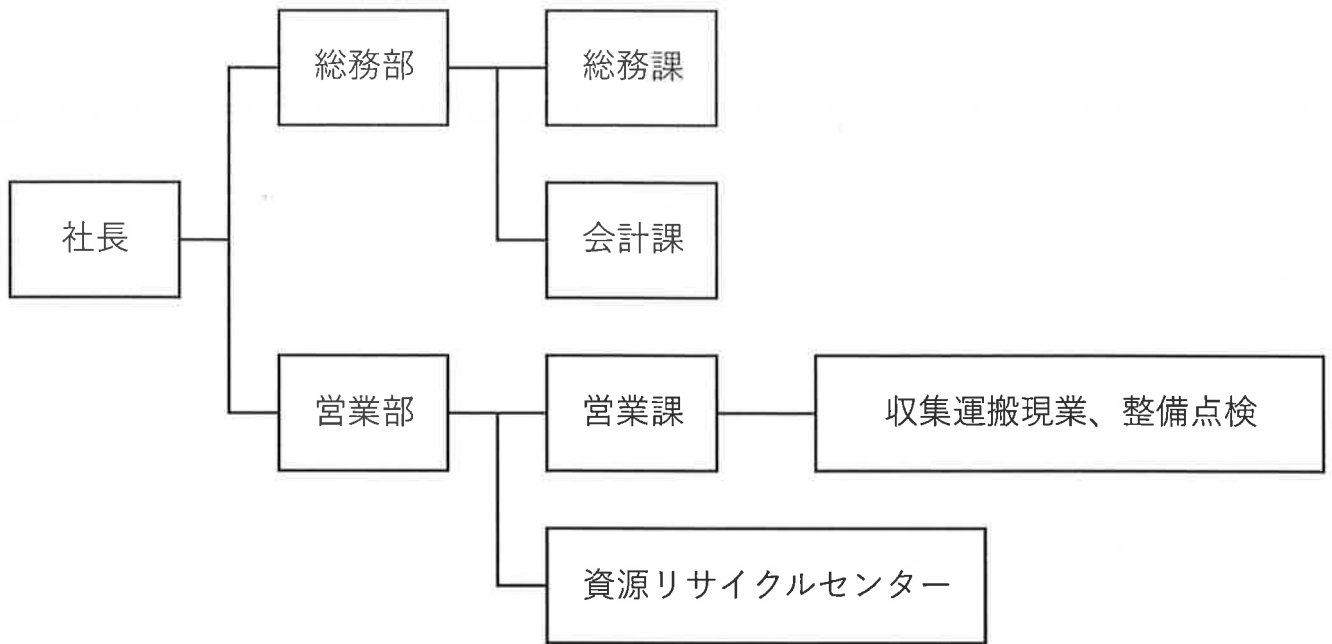 総務部
総務課
社長
会計課
営業部
営業課
収集運搬現業、整備点検
資源リサイクルセンター